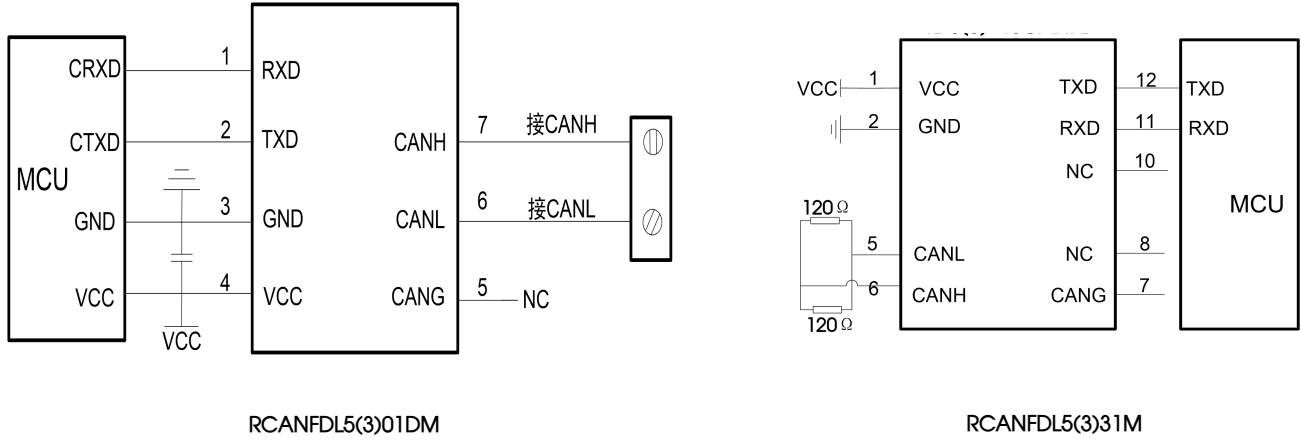 MCU
CRXD
CTXD
GND
VCC
1
2
3
4
VCC
RXD
TXD
GND
VCC
CANH
CANL
CANG
7
6
5
接CANH
接CANL
NC
RCANFDL5(3)01DM
VCC
1
2
5
6
120Ω
120Ω
VCC
GND
CANL
CANH
TXD
RXD
NC
NC
CANG
12
11
10
8
7
TXD
RXD
MCU
RCANFDL5(3)31M